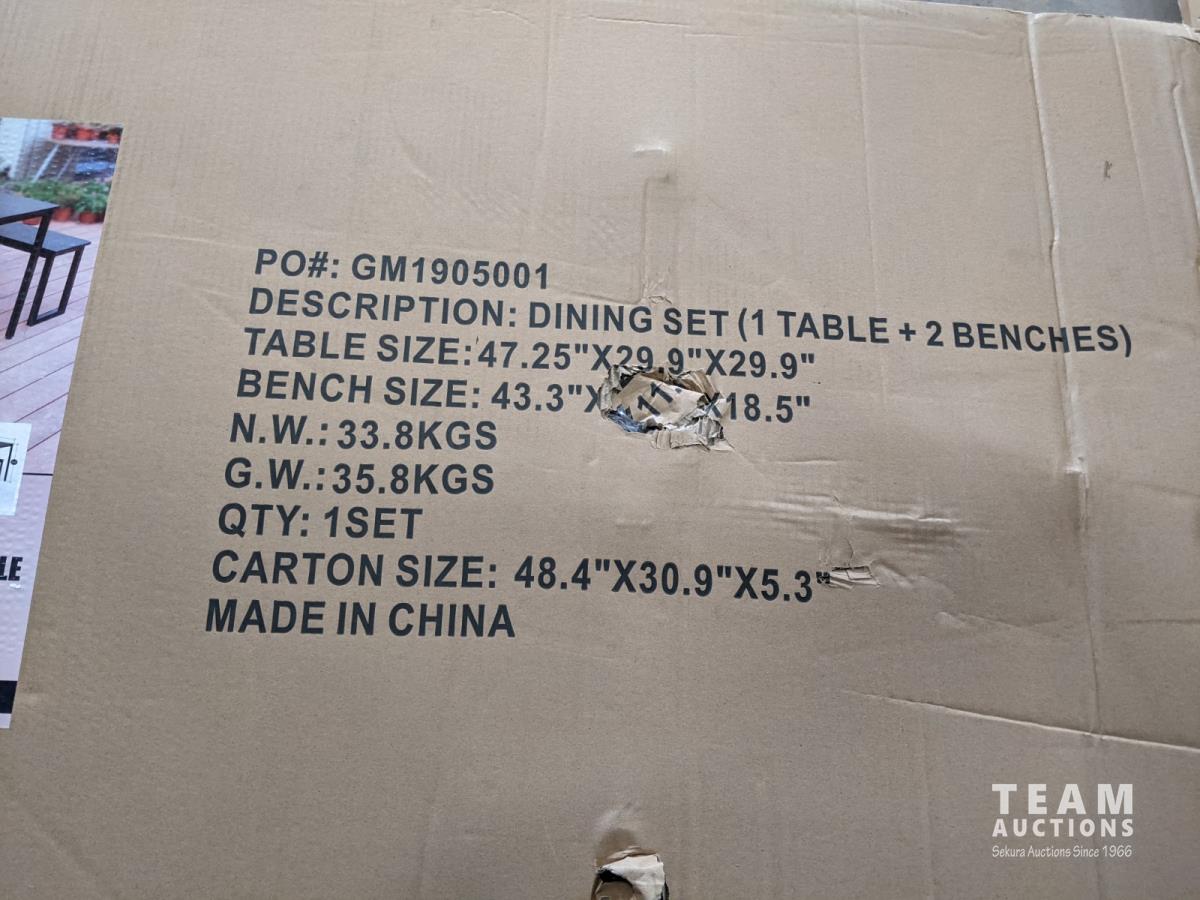 PO#: GM1905001
DESCRIPTION: DINING SET (1 TABLE + 2 BENCHES)
TABLE SIZE: 47.25"X29.9"X29.9"
BENCH SIZE: 43.3"X 11. X18.5"
N.W.: 33.8KGS
G.W.: 35.8KGS
QTY: 1SET
CARTON SIZE: 48.4"X30.9"X5.3"
MADE IN CHINA
TEAM
AUCTIONS
Sekura Auctions Since 1966